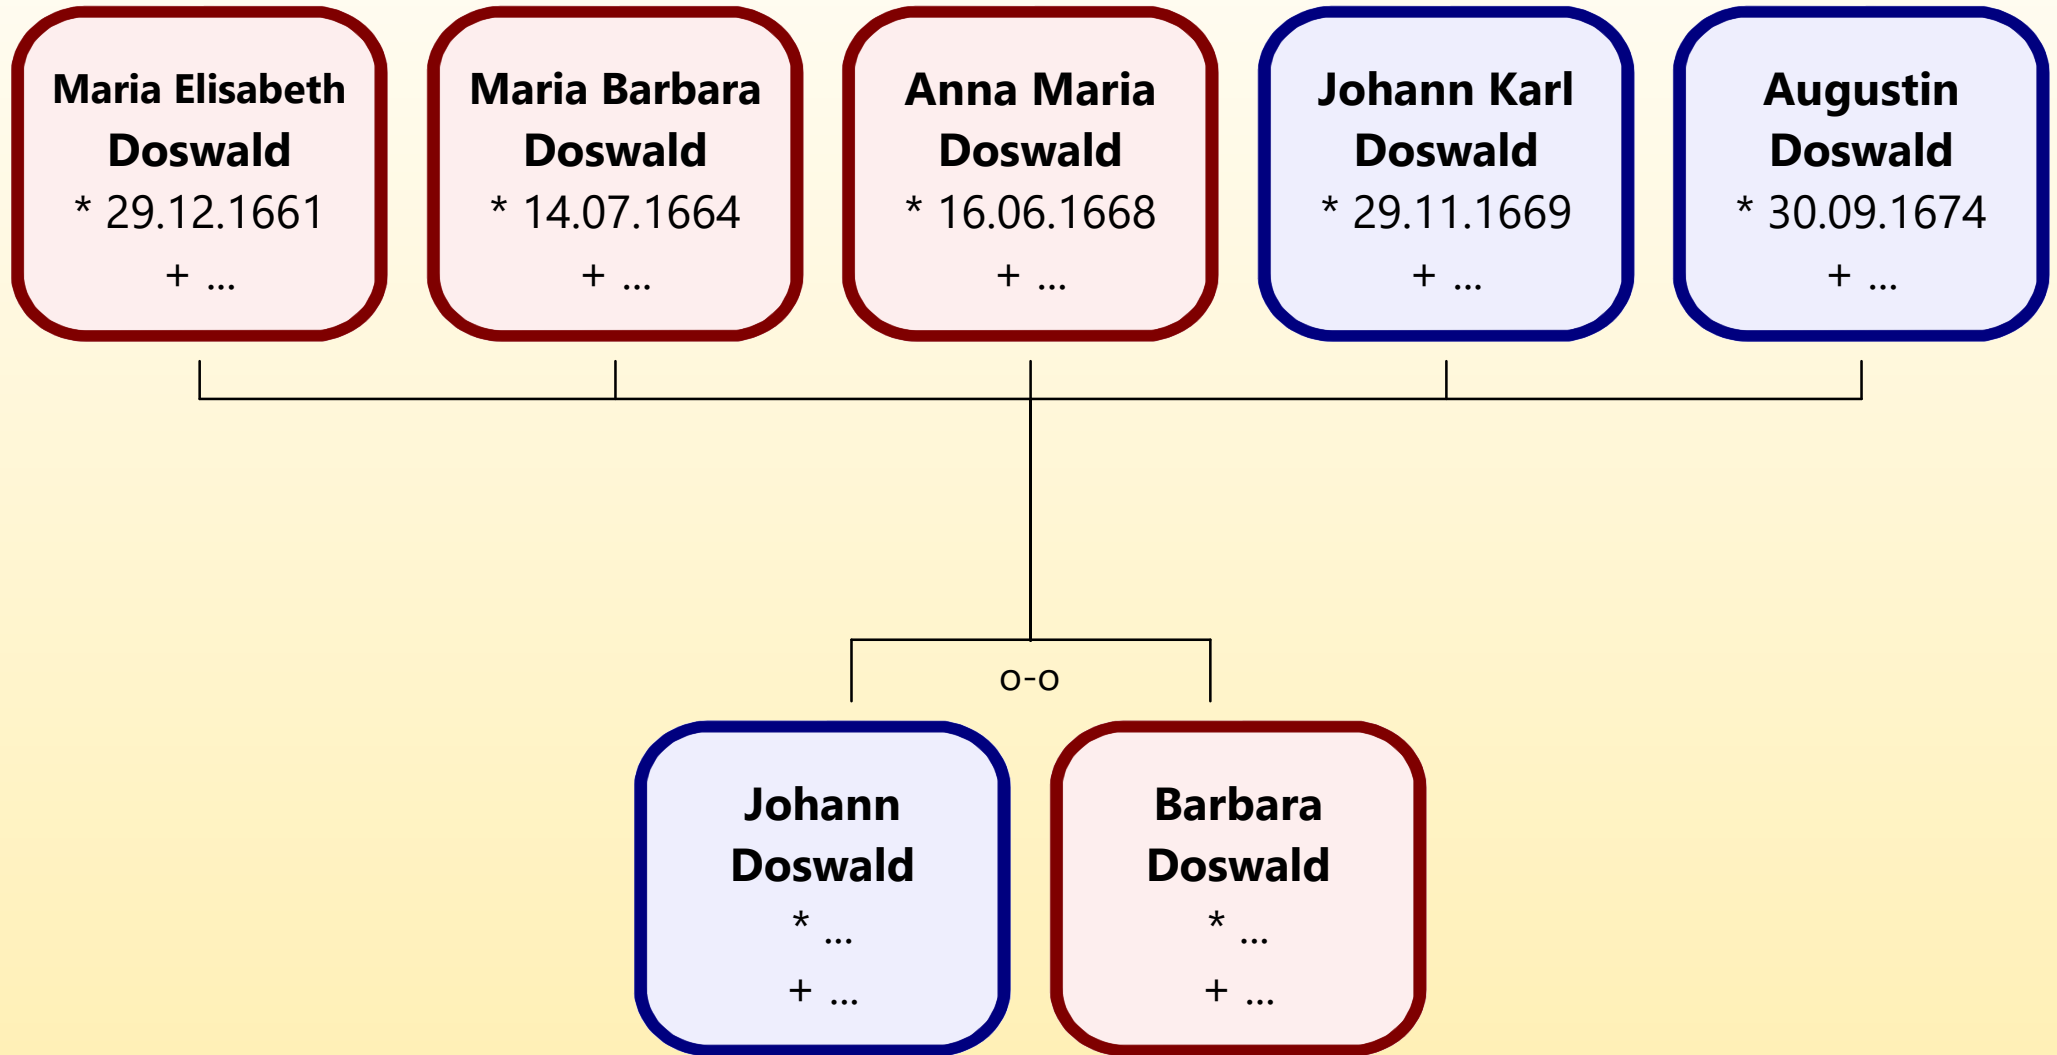 Maria Elisabeth
Doswald
* 29.12.1661
+ ...
Maria Barbara
Doswald
* 14.07.1664
+ ...
Anna Maria
Doswald
* 16.06.1668
+ ...
Johann Karl
Doswald
* 29.11.1669
+ ...
Augustin
Doswald
* 30.09.1674
+ ...
o-o
Johann
Doswald
* ...
+ ...
Barbara
Doswald
* ...
+ ...